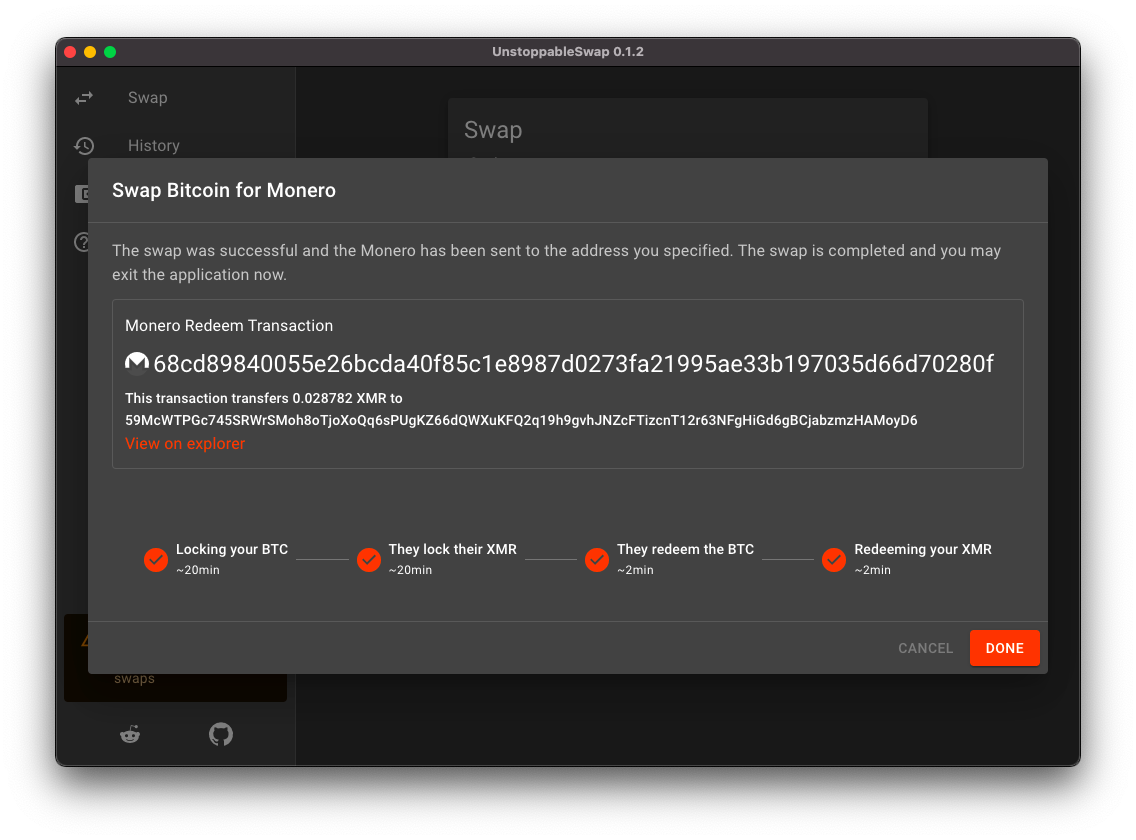 UnstoppableSwap 0.1.2
Swap
History
Swap
Swap Bitcoin for Monero
The swap was successful and the Monero has been sent to the address you specified. The swap is completed and you may
exit the application now.
Monero Redeem Transaction
68cd89840055e26bcda40f85c1e8987d0273fa21995ae33b197035d66d70280f
This transaction transfers 0.028782 XMR to
59McWTPGc745SRWrSMoh8oTjoXoQq6sPUgKZ66dQWXuKFQ2q19h9gvhJNZcFTizcnT12r63NFgHiGd6gBCjabzmzHAMoyD6
View on explorer
Locking your BTC
~20min
They lock their XMR
~20min
They redeem the BTC
~2min
Redeeming your XMR
~2min
CANCEL
DONE
swaps